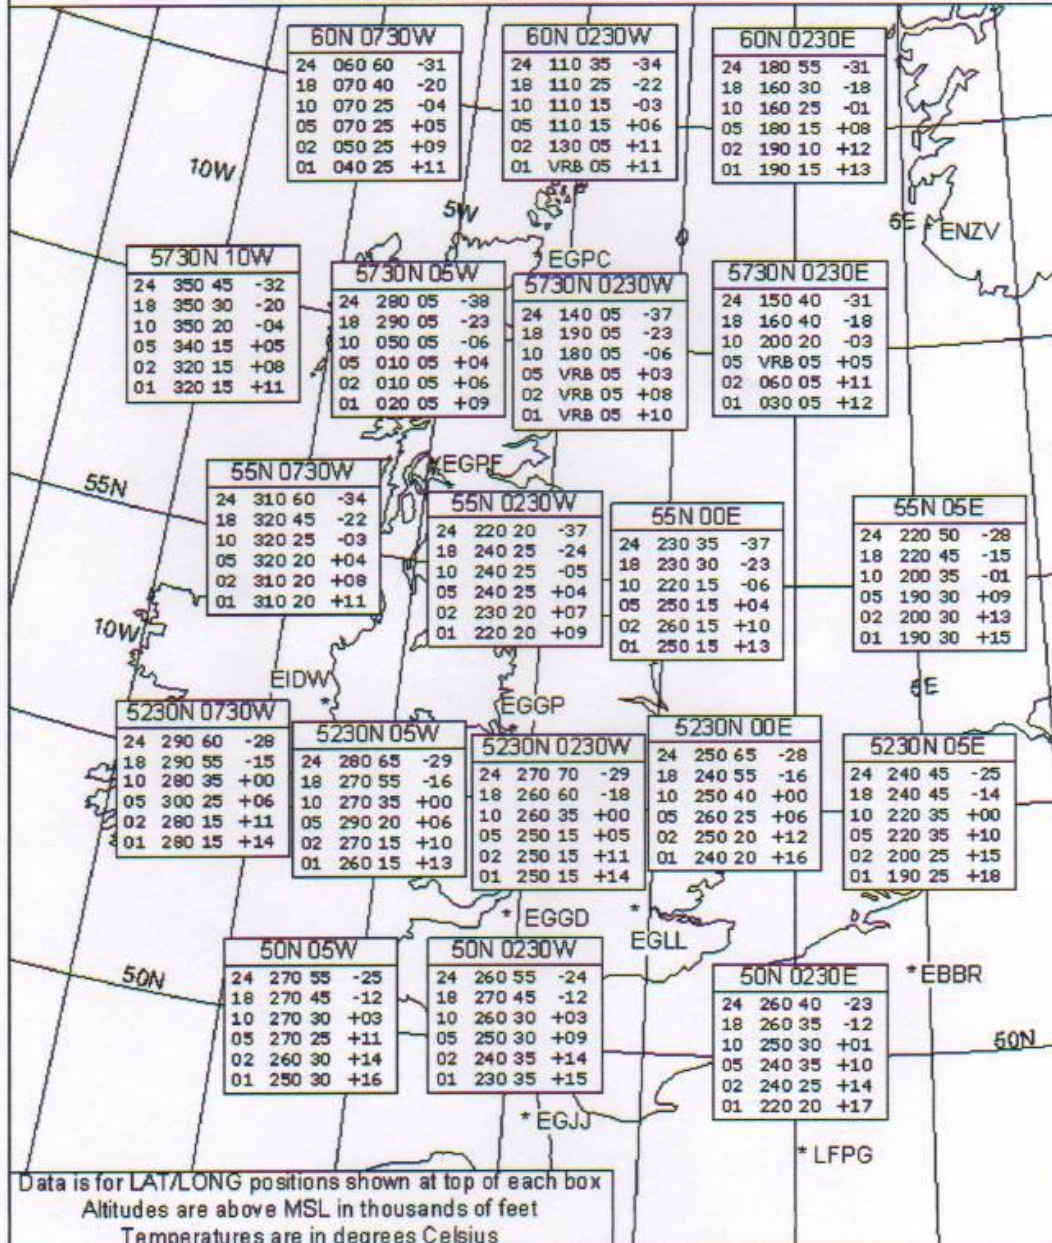 60N 0730W
24 060 60 -31
18 070 40 -20
10 070 25 -04
05 070 25 +05
02 050 25 +09
01 040 25 +11
60N 0230W
24 110 35 -34
18 110 25 -22
10 110 15 -03
05 110 15 +06
02 130 05 +11
01 VRB 05 +11
60N 0230E
24 180 55 -31
18 160 30 -18
10 160 25 -01
05 180 15 +08
02 190 10 +12
01 190 15 +13
10W
5W
0
5E
* ENZV
* EGPC
5730N 10W
24 350 45 -32
18 350 30 -20
10 350 20 -04
05 340 15 +05
02 320 15 +08
01 320 15 +11
5730N 05W
24 280 05 -38
18 290 05 -23
10 050 05 -06
05 010 05 +04
02 010 05 +06
01 020 05 +09
5730N 0230W
24 140 05 -37
18 190 05 -23
10 180 05 -06
05 VRB 05 +03
02 VRB 05 +08
01 VRB 05 +10
5730N 0230E
24 150 40 -31
18 160 40 -18
10 200 20 -03
05 VRB 05 +05
02 060 05 +11
01 030 05 +12
*EGPF
55N
55N 0730W
24 310 60 -34
18 320 45 -22
10 320 25 -03
05 320 20 +04
02 310 20 +08
01 310 20 +11
55N 0230W
24 220 20 -37
18 240 25 -24
10 240 25 -05
05 240 25 +04
02 230 20 +07
01 220 20 +09
55N 00E
24 230 35 -37
18 230 30 -23
10 220 15 -06
05 250 15 +04
02 260 15 +10
01 250 15 +13
55N 05E
24 220 50 -28
18 220 45 -15
10 200 35 -01
05 190 30 +09
02 200 30 +13
01 190 30 +15
10W
EIDW
*
EGGP
*
5E
5230N 0730W
24 290 60 -28
18 290 55 -15
10 280 35 +00
05 300 25 +06
02 280 15 +11
01 280 15 +14
5230N 05W
24 280 65 -29
18 270 55 -16
10 270 35 +00
05 290 20 +06
02 270 15 +10
01 260 15 +13
5230N 0230W
24 270 70 -29
18 260 60 -18
10 260 35 +00
05 250 15 +05
02 250 15 +11
01 250 15 +14
5230N 00E
24 250 65 -28
18 240 55 -16
10 250 40 +00
05 260 25 +06
02 250 20 +12
01 240 20 +16
5230N 05E
24 240 45 -25
18 240 45 -14
10 220 35 +00
05 220 35 +10
02 200 25 +15
01 190 25 +18
* EGGD
*
EGLL
50N
50N 05W
24 270 55 -25
18 270 45 -12
10 270 30 +03
05 270 25 +11
02 260 30 +14
01 250 30 +16
50N 0230W
24 260 55 -24
18 270 45 -12
10 260 30 +03
05 250 30 +09
02 240 35 +14
01 230 35 +15
50N 0230E
24 260 40 -23
18 260 35 -12
10 250 30 +01
05 240 35 +10
02 240 25 +14
01 220 20 +17
*EBBR
50N
* EGJJ
* LFPG
Data is for LAT/LONG positions shown at top of each box
Altitudes are above MSL in thousands of feet
Temperatures are in degrees Celsius